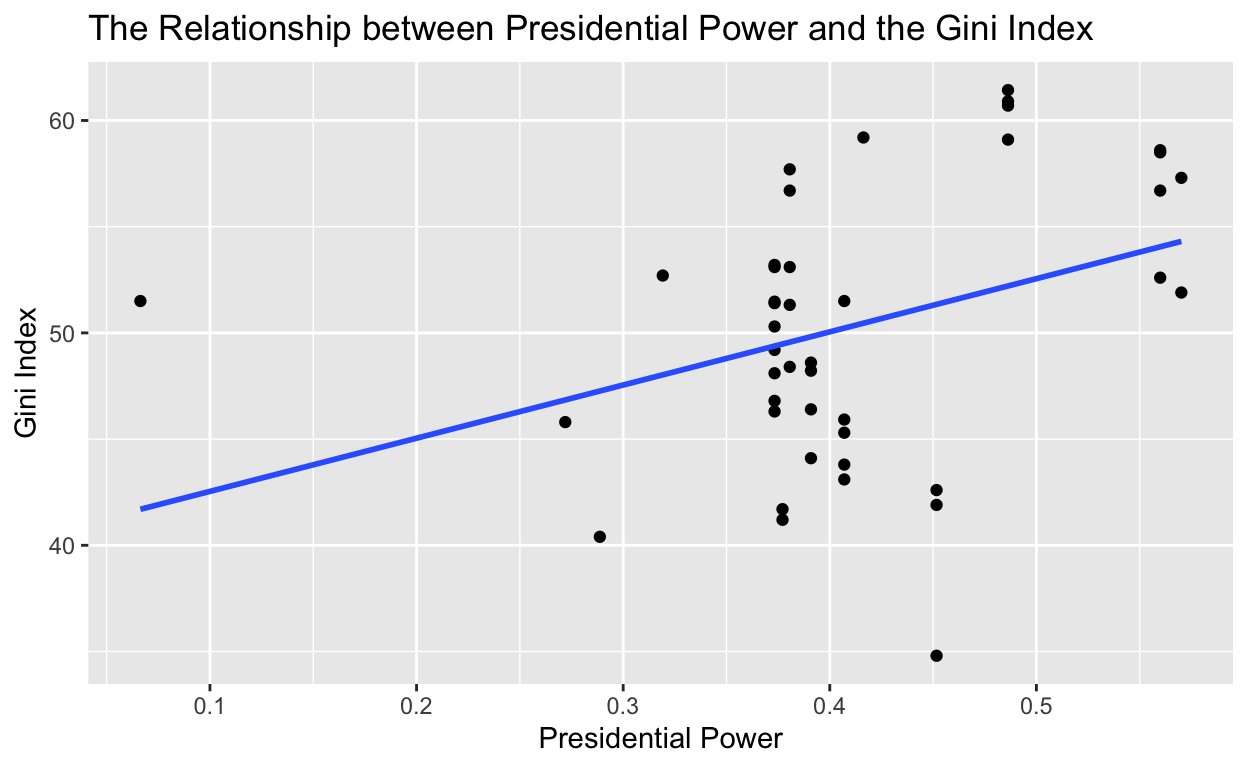 The Relationship between Presidential Power and the Gini Index
60
50
40
Gini Index
0.1 0.2 0.3 0.4 0.5
Presidential Power